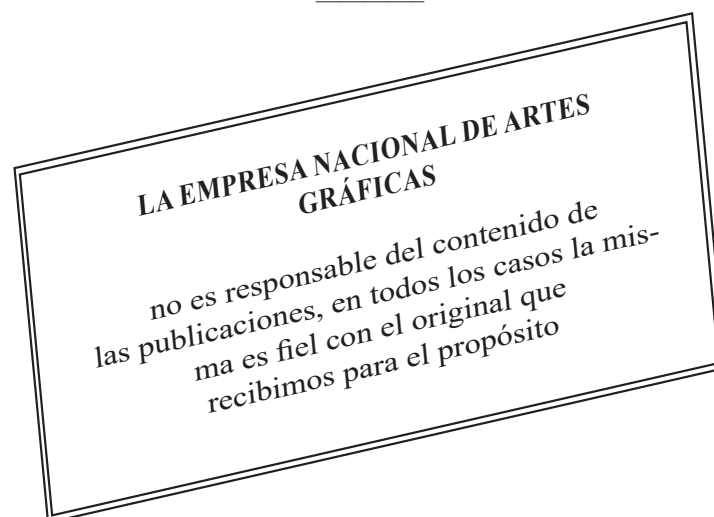 LA EMPRESA NACIONAL DE ARTES
GRÁFICAS
no es responsable del contenido de
las publicaciones, en todos los casos la mis-
ma es fiel con el original que
recibimos para el propósito